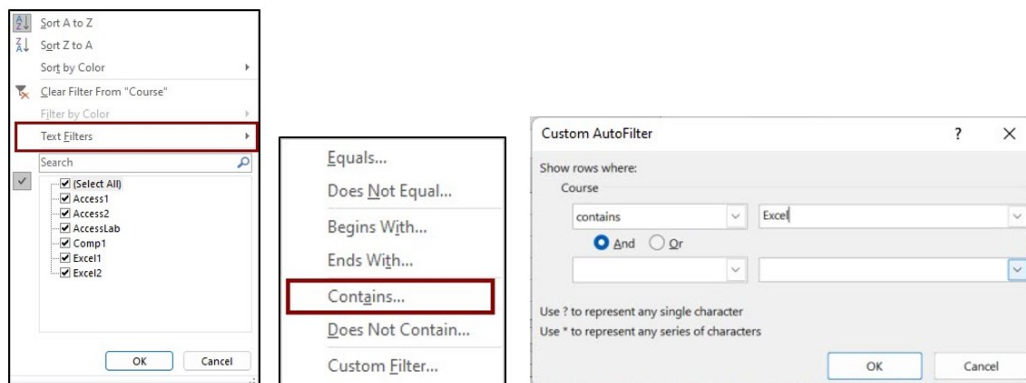 Sort A to Z
Sort Z to A
Sort by Color
Clear Filter From "Course"
Filter by Color
Text Filters
Search
(Select All)
Access1
Access2
AccessLab
Comp1
Excel1
Excel2
OK Cancel
Equals...
Does Not Equal...
Begins With...
Ends With...
Contains...
Does Not Contain...
Custom Filter...
Custom AutoFilter ? X
Show rows where:
Course
contains Excel
And Or
Use ? to represent any single character
Use * to represent any series of characters
OK Cancel